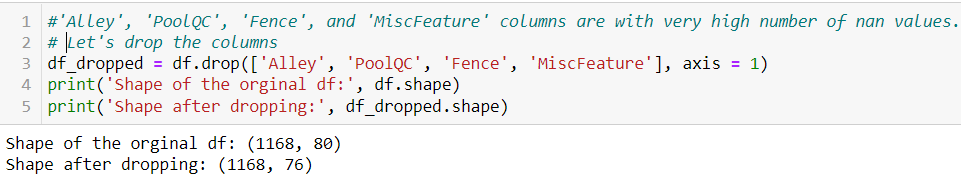 1 #'Alley', 'PoolQC', 'Fence', and 'MiscFeature' columns are with very high number of nan values.
2 # Let's drop the columns
3 df_dropped = df.drop(['Alley', 'PoolQC', 'Fence', 'MiscFeature'], axis = 1)
4 print('Shape of the orginal df:', df.shape)
5 print('Shape after dropping:', df_dropped.shape)
Shape of the orginal df: (1168, 80)
Shape after dropping: (1168, 76)